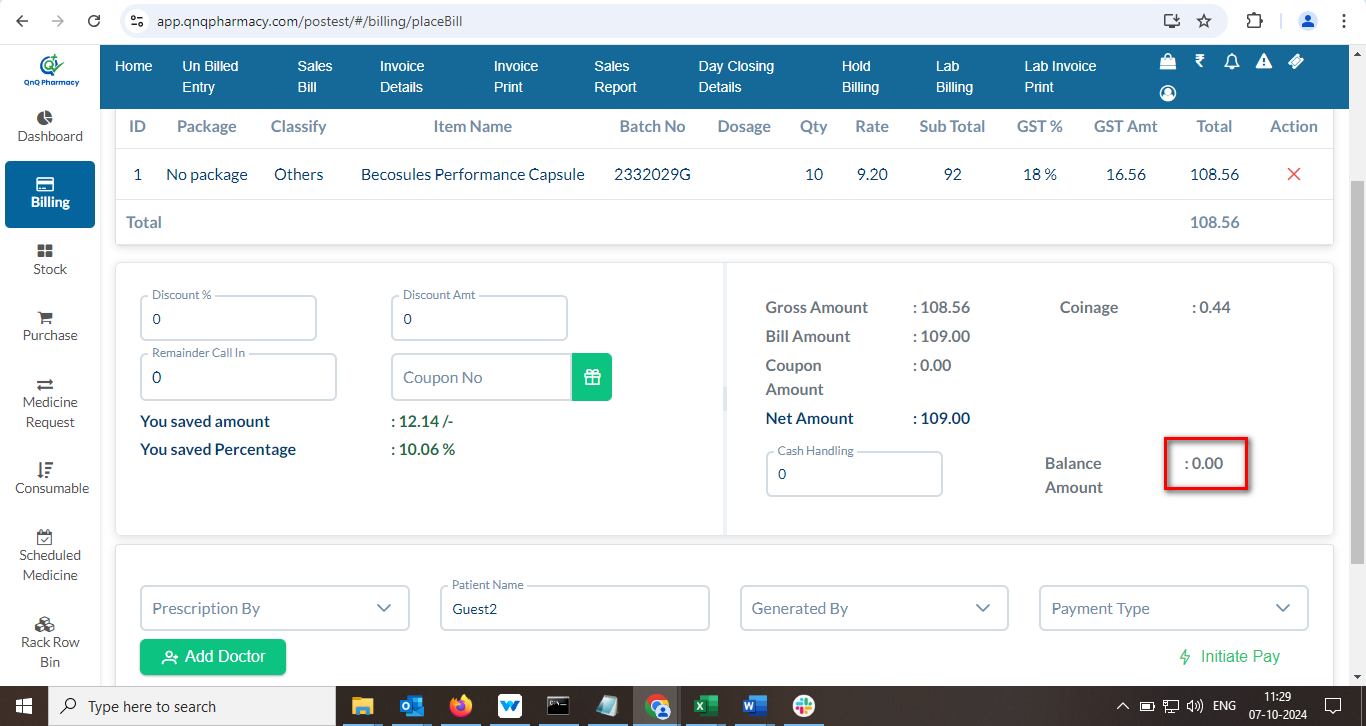 app.qnqpharmacy.com/postest/#/billing/placeBill
QnQ Pharmacy
Home
Un Billed Entry
Sales Bill
Invoice Details
Invoice Print
Sales Report
Day Closing Details
Hold Billing
Lab Billing
Lab Invoice Print
Dashboard
Billing
Stock
Purchase
Medicine Request
Consumable
Scheduled Medicine
Rack Row Bin
ID Package Classify Item Name Batch No Dosage Qty Rate Sub Total GST % GST Amt Total Action
1 No package Others Becosules Performance Capsule 2332029G 10 9.20 92 18 % 16.56 108.56
Total 108.56
Discount %
0
Discount Amt
0
Remainder Call In
0
Coupon No
You saved amount : 12.14 /-
You saved Percentage : 10.06 %
Gross Amount : 108.56
Coinage : 0.44
Bill Amount : 109.00
Coupon Amount : 0.00
Net Amount : 109.00
Cash Handling
0
Balance Amount : 0.00
Prescription By
Patient Name
Guest2
Generated By
Payment Type
Add Doctor
Initiate Pay
Type here to search
ENG
11:29
07-10-2024